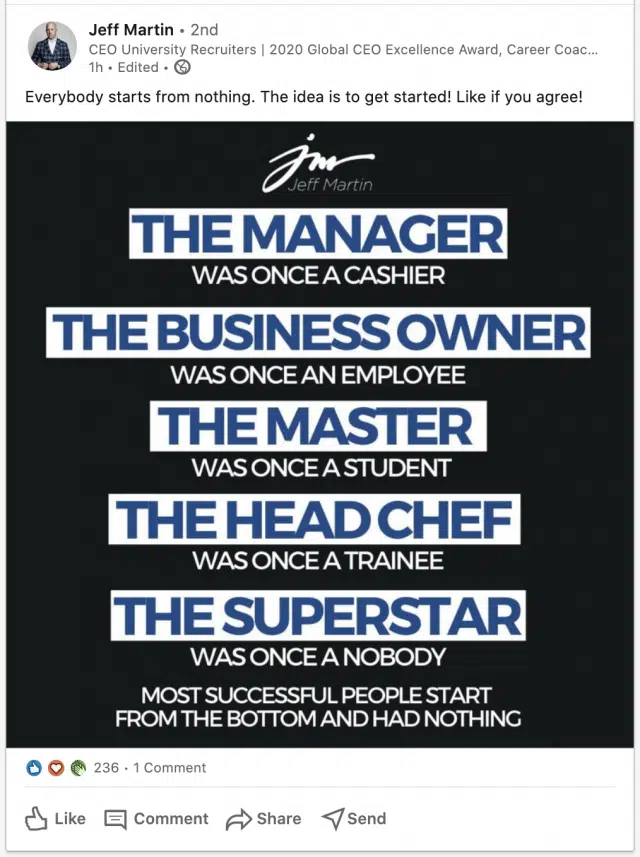 Jeff Martin • 2nd
CEO University Recruiters | 2020 Global CEO Excellence Award, Career Coac...
1h • Edited •
Everybody starts from nothing. The idea is to get started! Like if you agree!
jm
Jeff Martin
THE MANAGER
WAS ONCE A CASHIER
THE BUSINESS OWNER
WAS ONCE AN EMPLOYEE
THE MASTER
WAS ONCE A STUDENT
THE HEAD CHEF
WAS ONCE A TRAINEE
THE SUPERSTAR
WAS ONCE A NOBODY
MOST SUCCESSFUL PEOPLE START
FROM THE BOTTOM AND HAD NOTHING
236 • 1 Comment
Like Comment Share Send